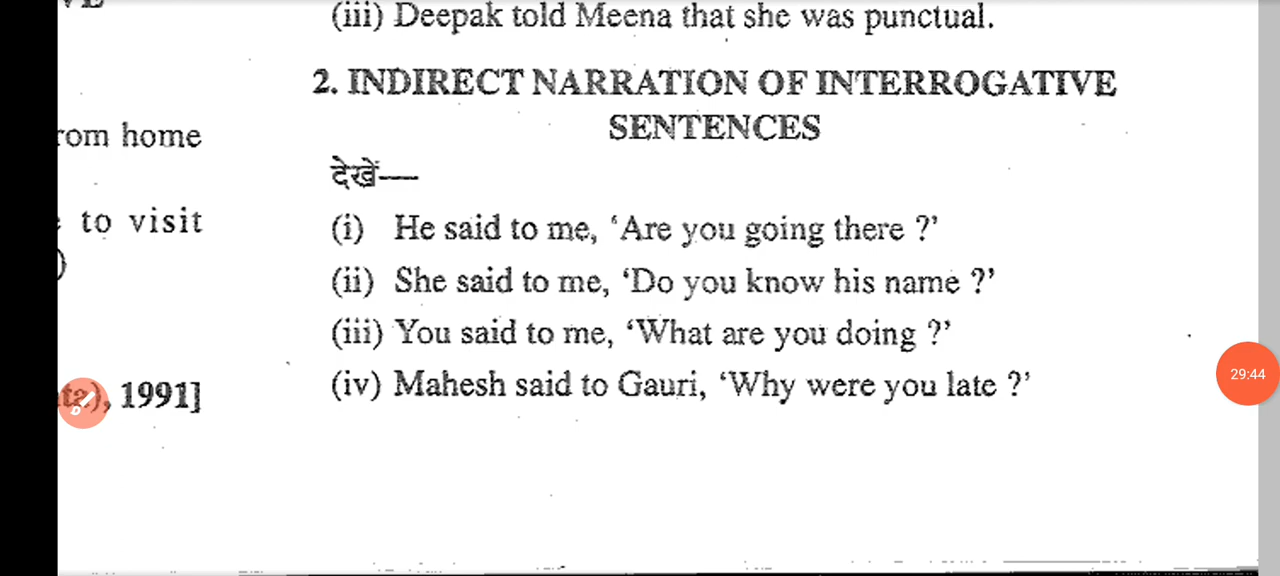 (iii) Deepak told Meena that she was punctual.
2. INDIRECT NARRATION OF INTERROGATIVE
SENTENCES
from home
देखें—
to visit
(i) He said to me, ‘Are you going there ?’
)
(ii) She said to me, ‘Do you know his name ?’
(iii) You said to me, ‘What are you doing ?’
(iv) Mahesh said to Gauri, ‘Why were you late ?’
, 1991]
29:44